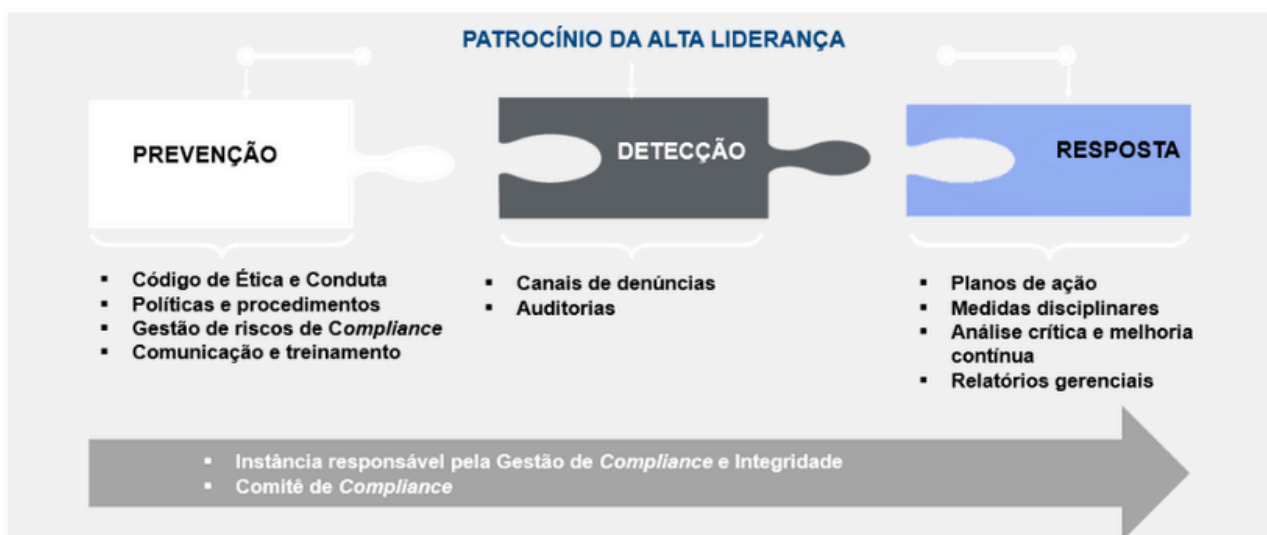 PATROCÍNIO DA ALTA LIDERANÇA
PREVENÇÃO
DETECÇÃO
RESPOSTA
▪ Código de Ética e Conduta
▪ Políticas e procedimentos
▪ Gestão de riscos de Compliance
▪ Comunicação e treinamento
▪ Canais de denúncias
▪ Auditorias
▪ Planos de ação
▪ Medidas disciplinares
▪ Análise crítica e melhoria
contínua
▪ Relatórios gerenciais
▪ Instância responsável pela Gestão de Compliance e Integridade
▪ Comitê de Compliance